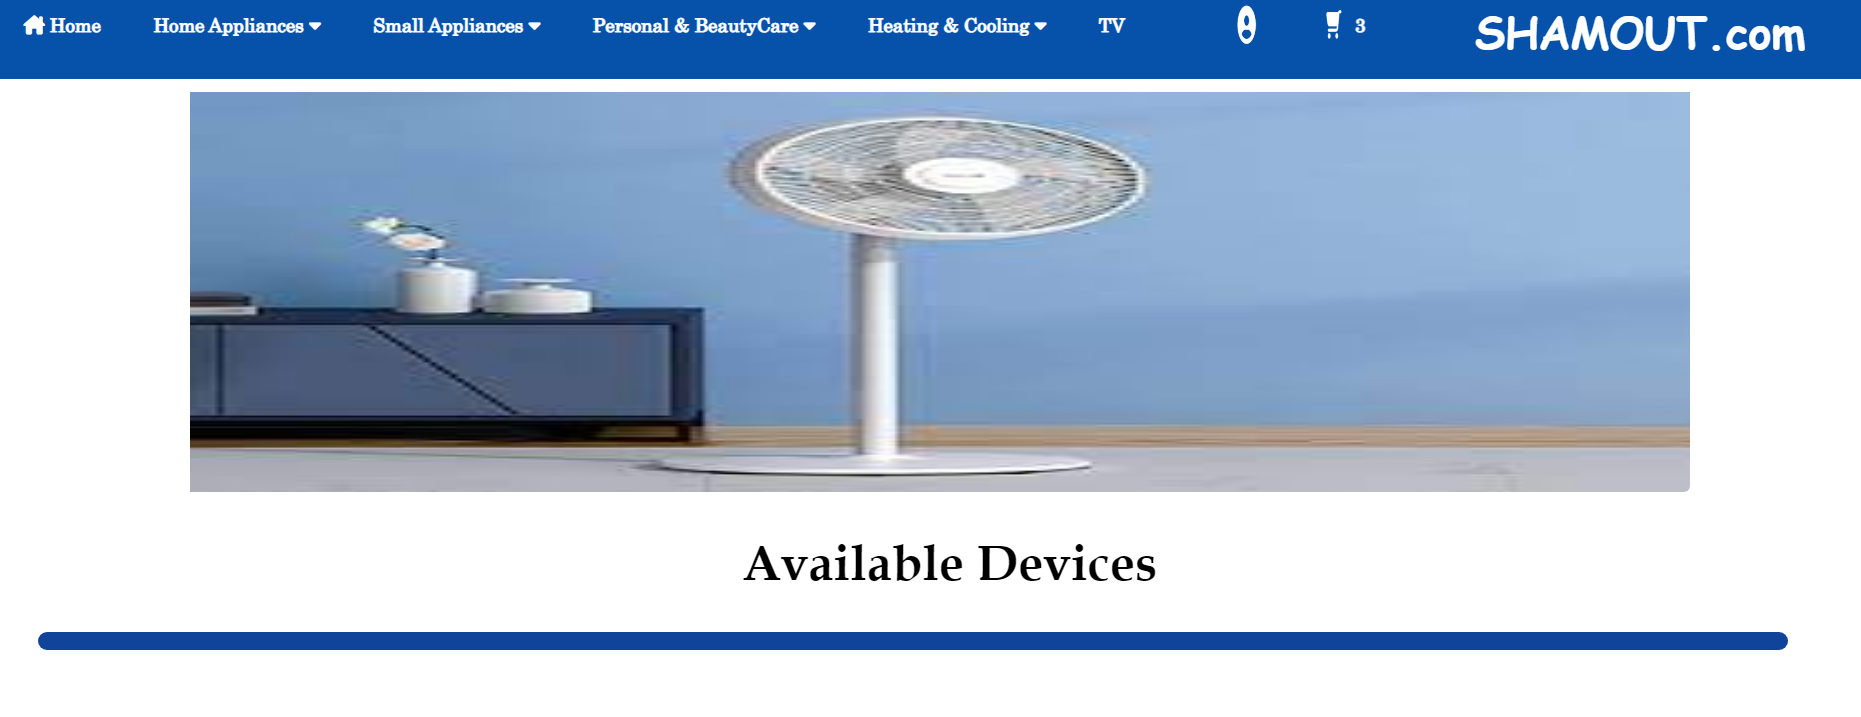 Home
Home Appliances
Small Appliances
Personal & BeautyCare
Heating & Cooling
TV
3
SHAMOUT.com
Available Devices